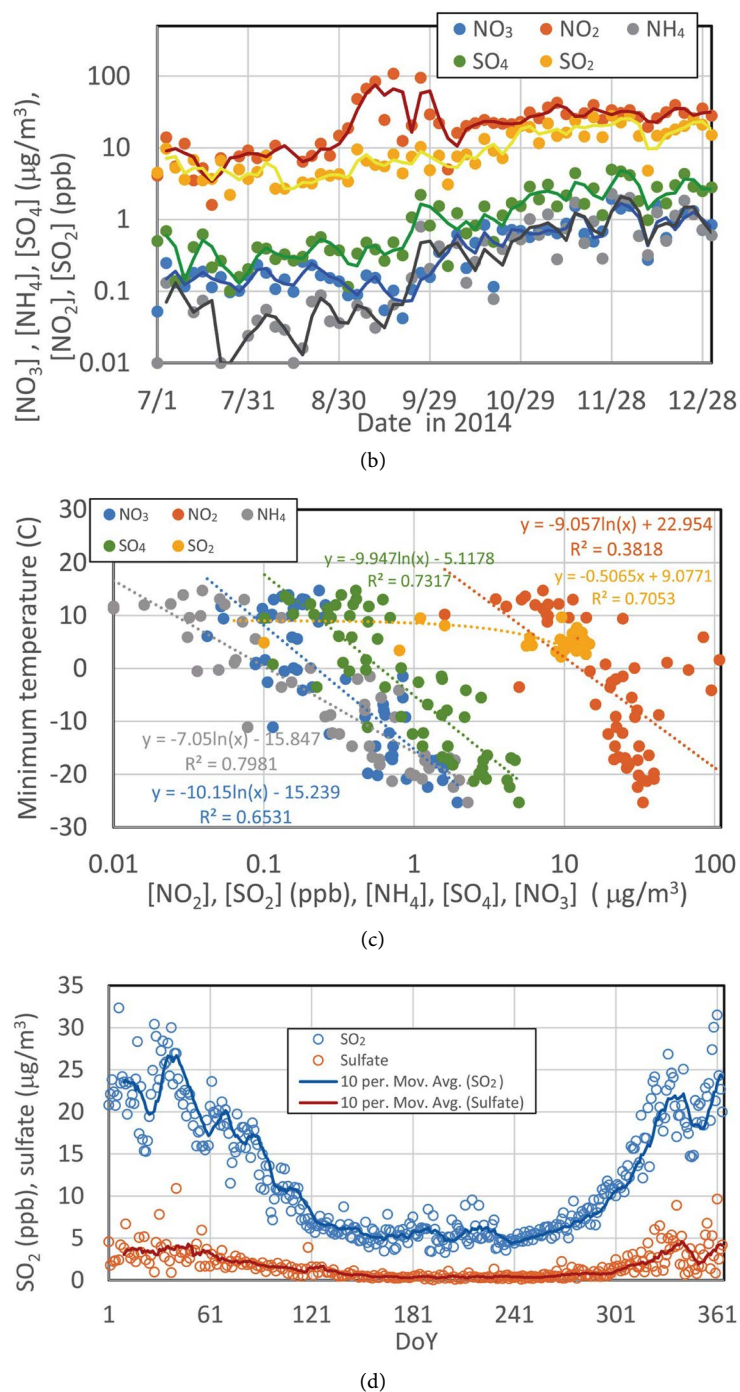 NO₃ NO₂ NH₄
SO₄ SO₂
[NO₃] , [NH₄], [SO₄] (µg/m³),
[NO₂], [SO₂] (ppb)
100
10
1
0.1
0.01
7/1 7/31 8/30 9/29 10/29 11/28 12/28
Date in 2014
(b)
Minimum temperature (C)
30
20
10
0
-10
-20
-30
NO₃ NO₂ NH₄
SO₄ SO₂
y = -9.057ln(x) + 22.954
R² = 0.3818
y = -9.947ln(x) - 5.1178
R² = 0.7317
y = -0.5065x + 9.0771
R² = 0.7053
y = -7.05ln(x) - 15.847
R² = 0.7981
y = -10.15ln(x) - 15.239
R² = 0.6531
0.01 0.1 1 10 100
[NO₂], [SO₂] (ppb), [NH₄], [SO₄], [NO₃] ( µg/m³)
(c)
SO₂ (ppb), sulfate (µg/m³)
35
30
25
20
15
10
5
0
SO₂
Sulfate
10 per. Mov. Avg. (SO₂)
10 per. Mov. Avg. (Sulfate)
1 61 121 181 241 301 361
DoY
(d)